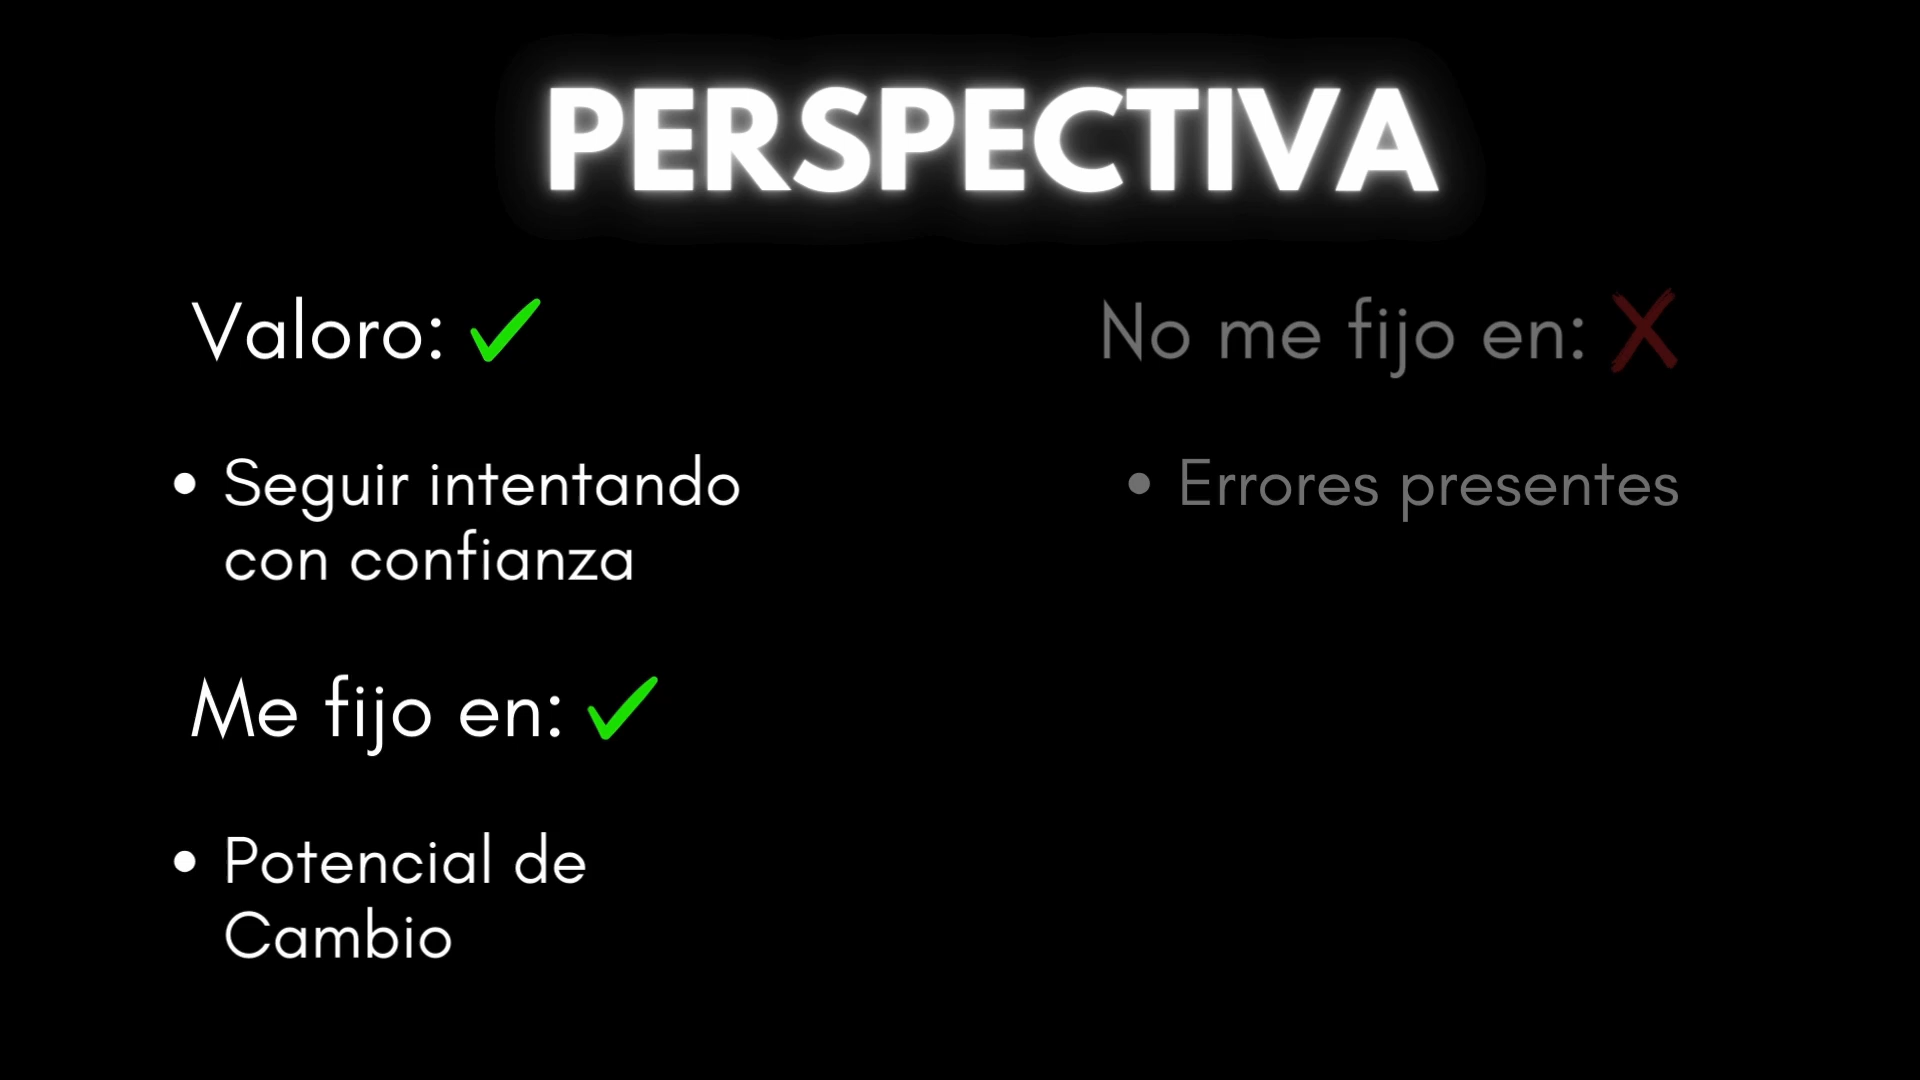 PERSPECTIVA
Valoro:
• Seguir intentando
con confianza
Me fijo en:
• Potencial de
Cambio
No me fijo en:
• Errores presentes